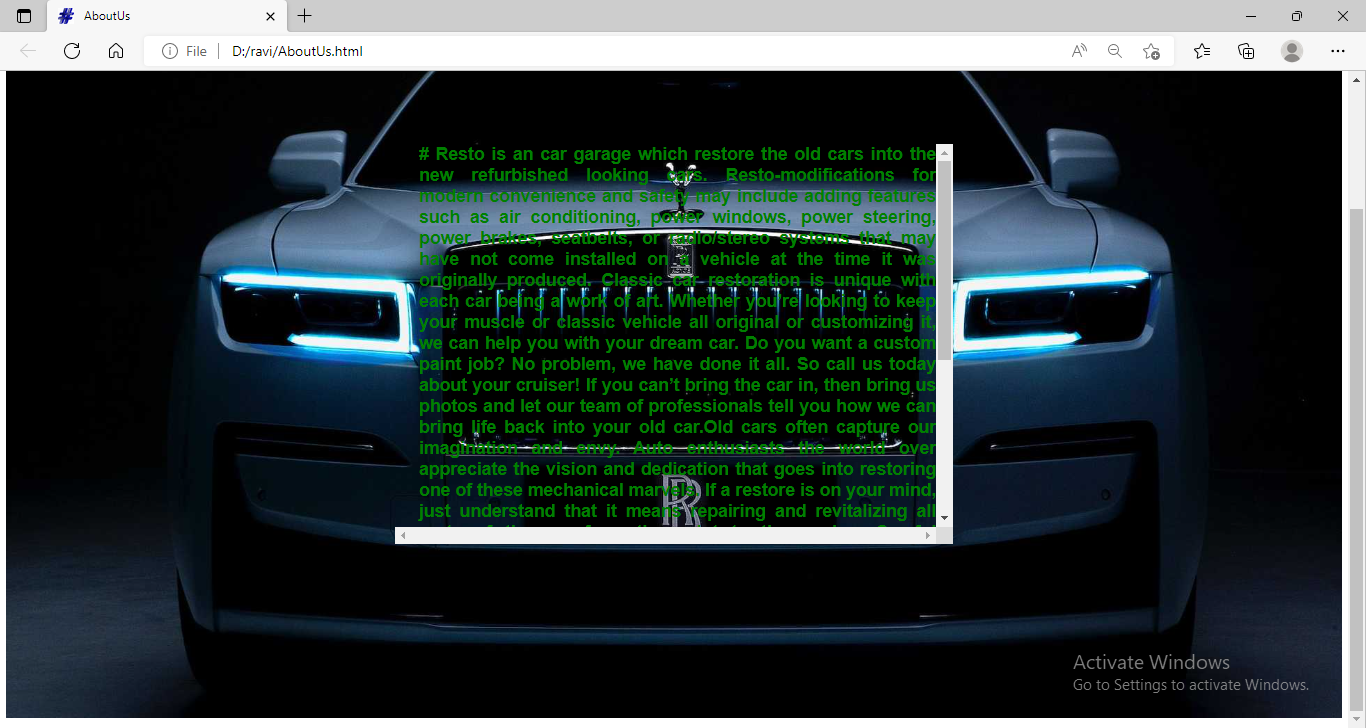 AboutUs
File
D:/ravi/AboutUs.html
# Resto is an car garage which restore the old cars into the
new refurbished looking cars. Resto-modifications for
modern convenience and safety may include adding features
such as air conditioning, power windows, power steering,
power brakes, seatbelts, or radio/stereo systems that may
have not come installed on a vehicle at the time it was
originally produced. Classic car restoration is unique with
each car being a work of art. Whether you're looking to keep
your muscle or classic vehicle all original or customizing it,
we can help you with your dream car. Do you want a custom
paint job? No problem, we have done it all. So call us today
about your cruiser! If you can't bring the car in, then bring us
photos and let our team of professionals tell you how we can
bring life back into your old car.Old cars often capture our
imagination and envy. Auto enthusiasts the world over
appreciate the vision and dedication that goes into restoring
one of these mechanical marvels. If a restore is on your mind,
just understand that it means repairing and revitalizing all
Activate Windows
Go to Settings to activate Windows.